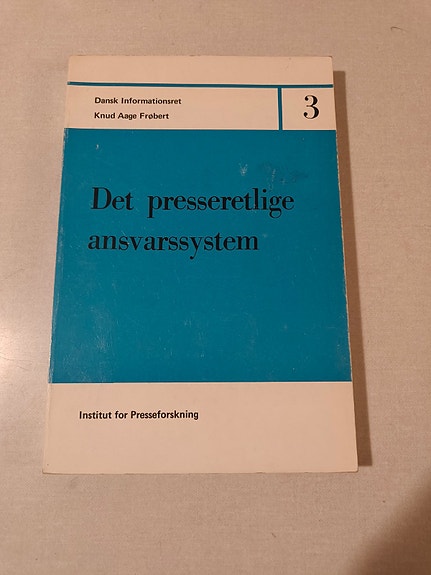 Dansk Informationsret
Knud Aage Frøbert
3
Det presseretlige
ansvarssystem
Institut for Presseforskning